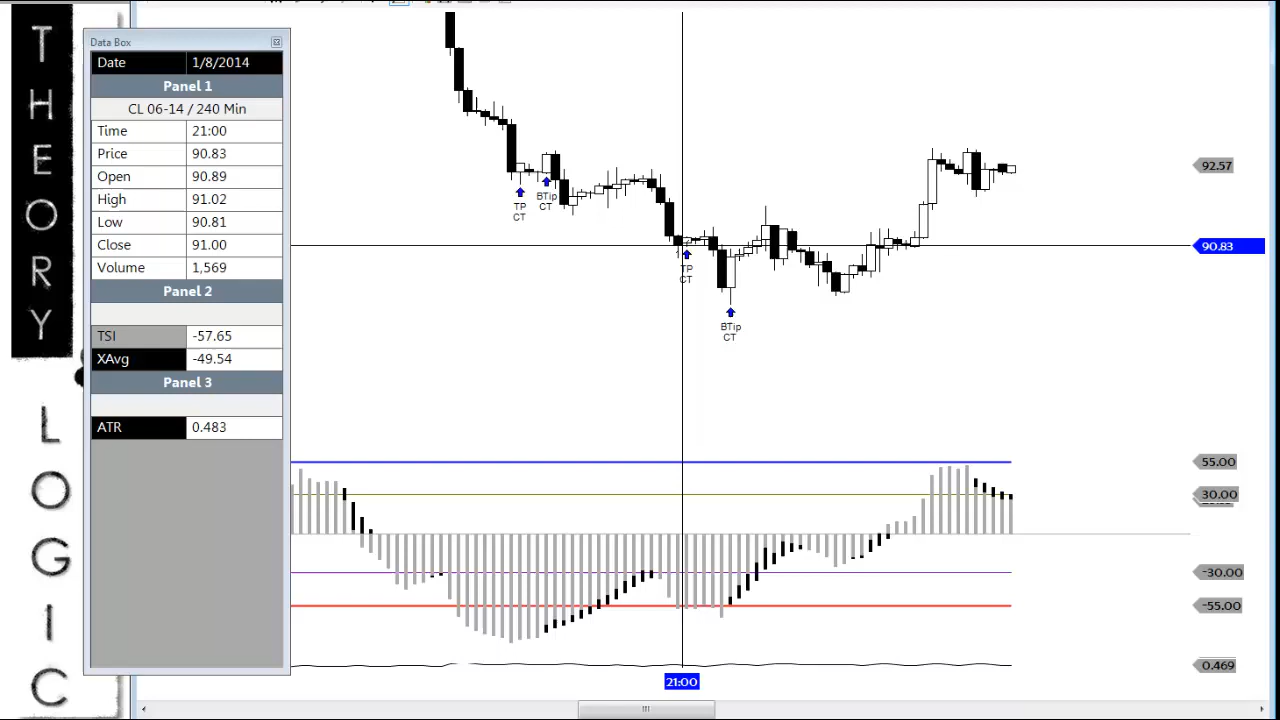 THEORY
LOGIC
Data Box
Date 1/8/2014
Panel 1
CL 06-14 / 240 Min
Time 21:00
Price 90.83
Open 90.89
High 91.02
Low 90.81
Close 91.00
Volume 1,569
Panel 2
TSI -57.65
XAvg -49.54
Panel 3
ATR 0.483
TP
CT
BTip
CT
TP
CT
BTip
CT
92.57
90.83
55.00
30.00
-30.00
-55.00
0.469
21:00